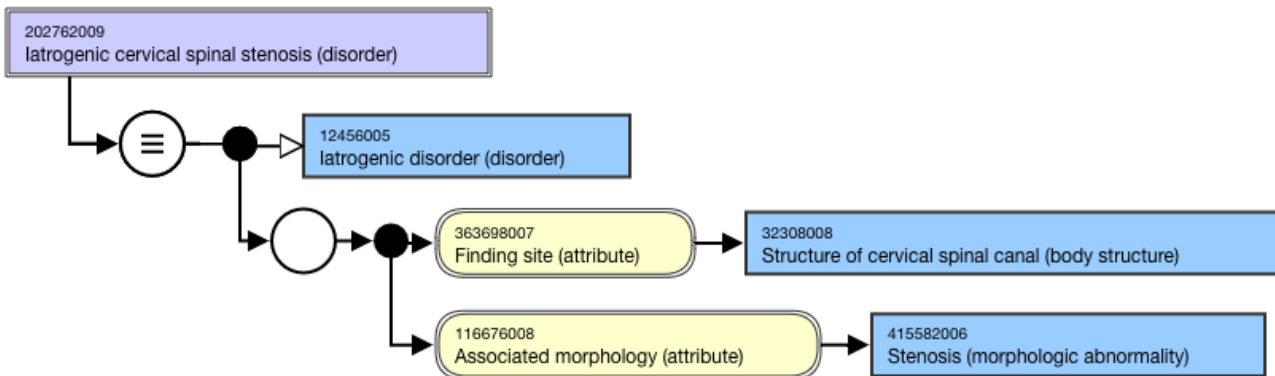 202762009
Iatrogenic cervical spinal stenosis (disorder)
12456005
Iatrogenic disorder (disorder)
363698007
Finding site (attribute)
32308008
Structure of cervical spinal canal (body structure)
116676008
Associated morphology (attribute)
415582006
Stenosis (morphologic abnormality)